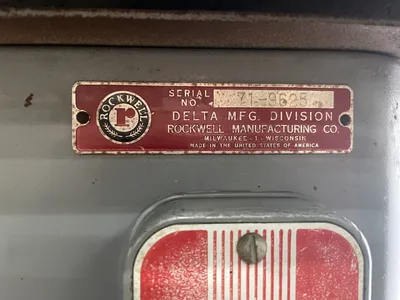 ROCKWELL
r
SERIAL
NO. 71-9625
DELTA MFG. DIVISION
ROCKWELL MANUFACTURING CO.
MILWAUKEE-1-WISCONSIN
MADE IN THE UNITED STATES OF AMERICA